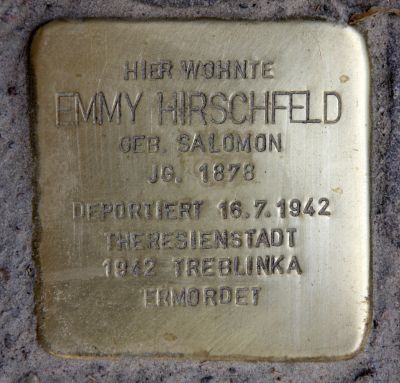 HIER WOHNTE
EMMY HIRSCHFELD
GEB. SALOMON
JG. 1878
DEPORTIERT 16.7.1942
THERESIENSTADT
1942 TREBLINKA
ERMORDET